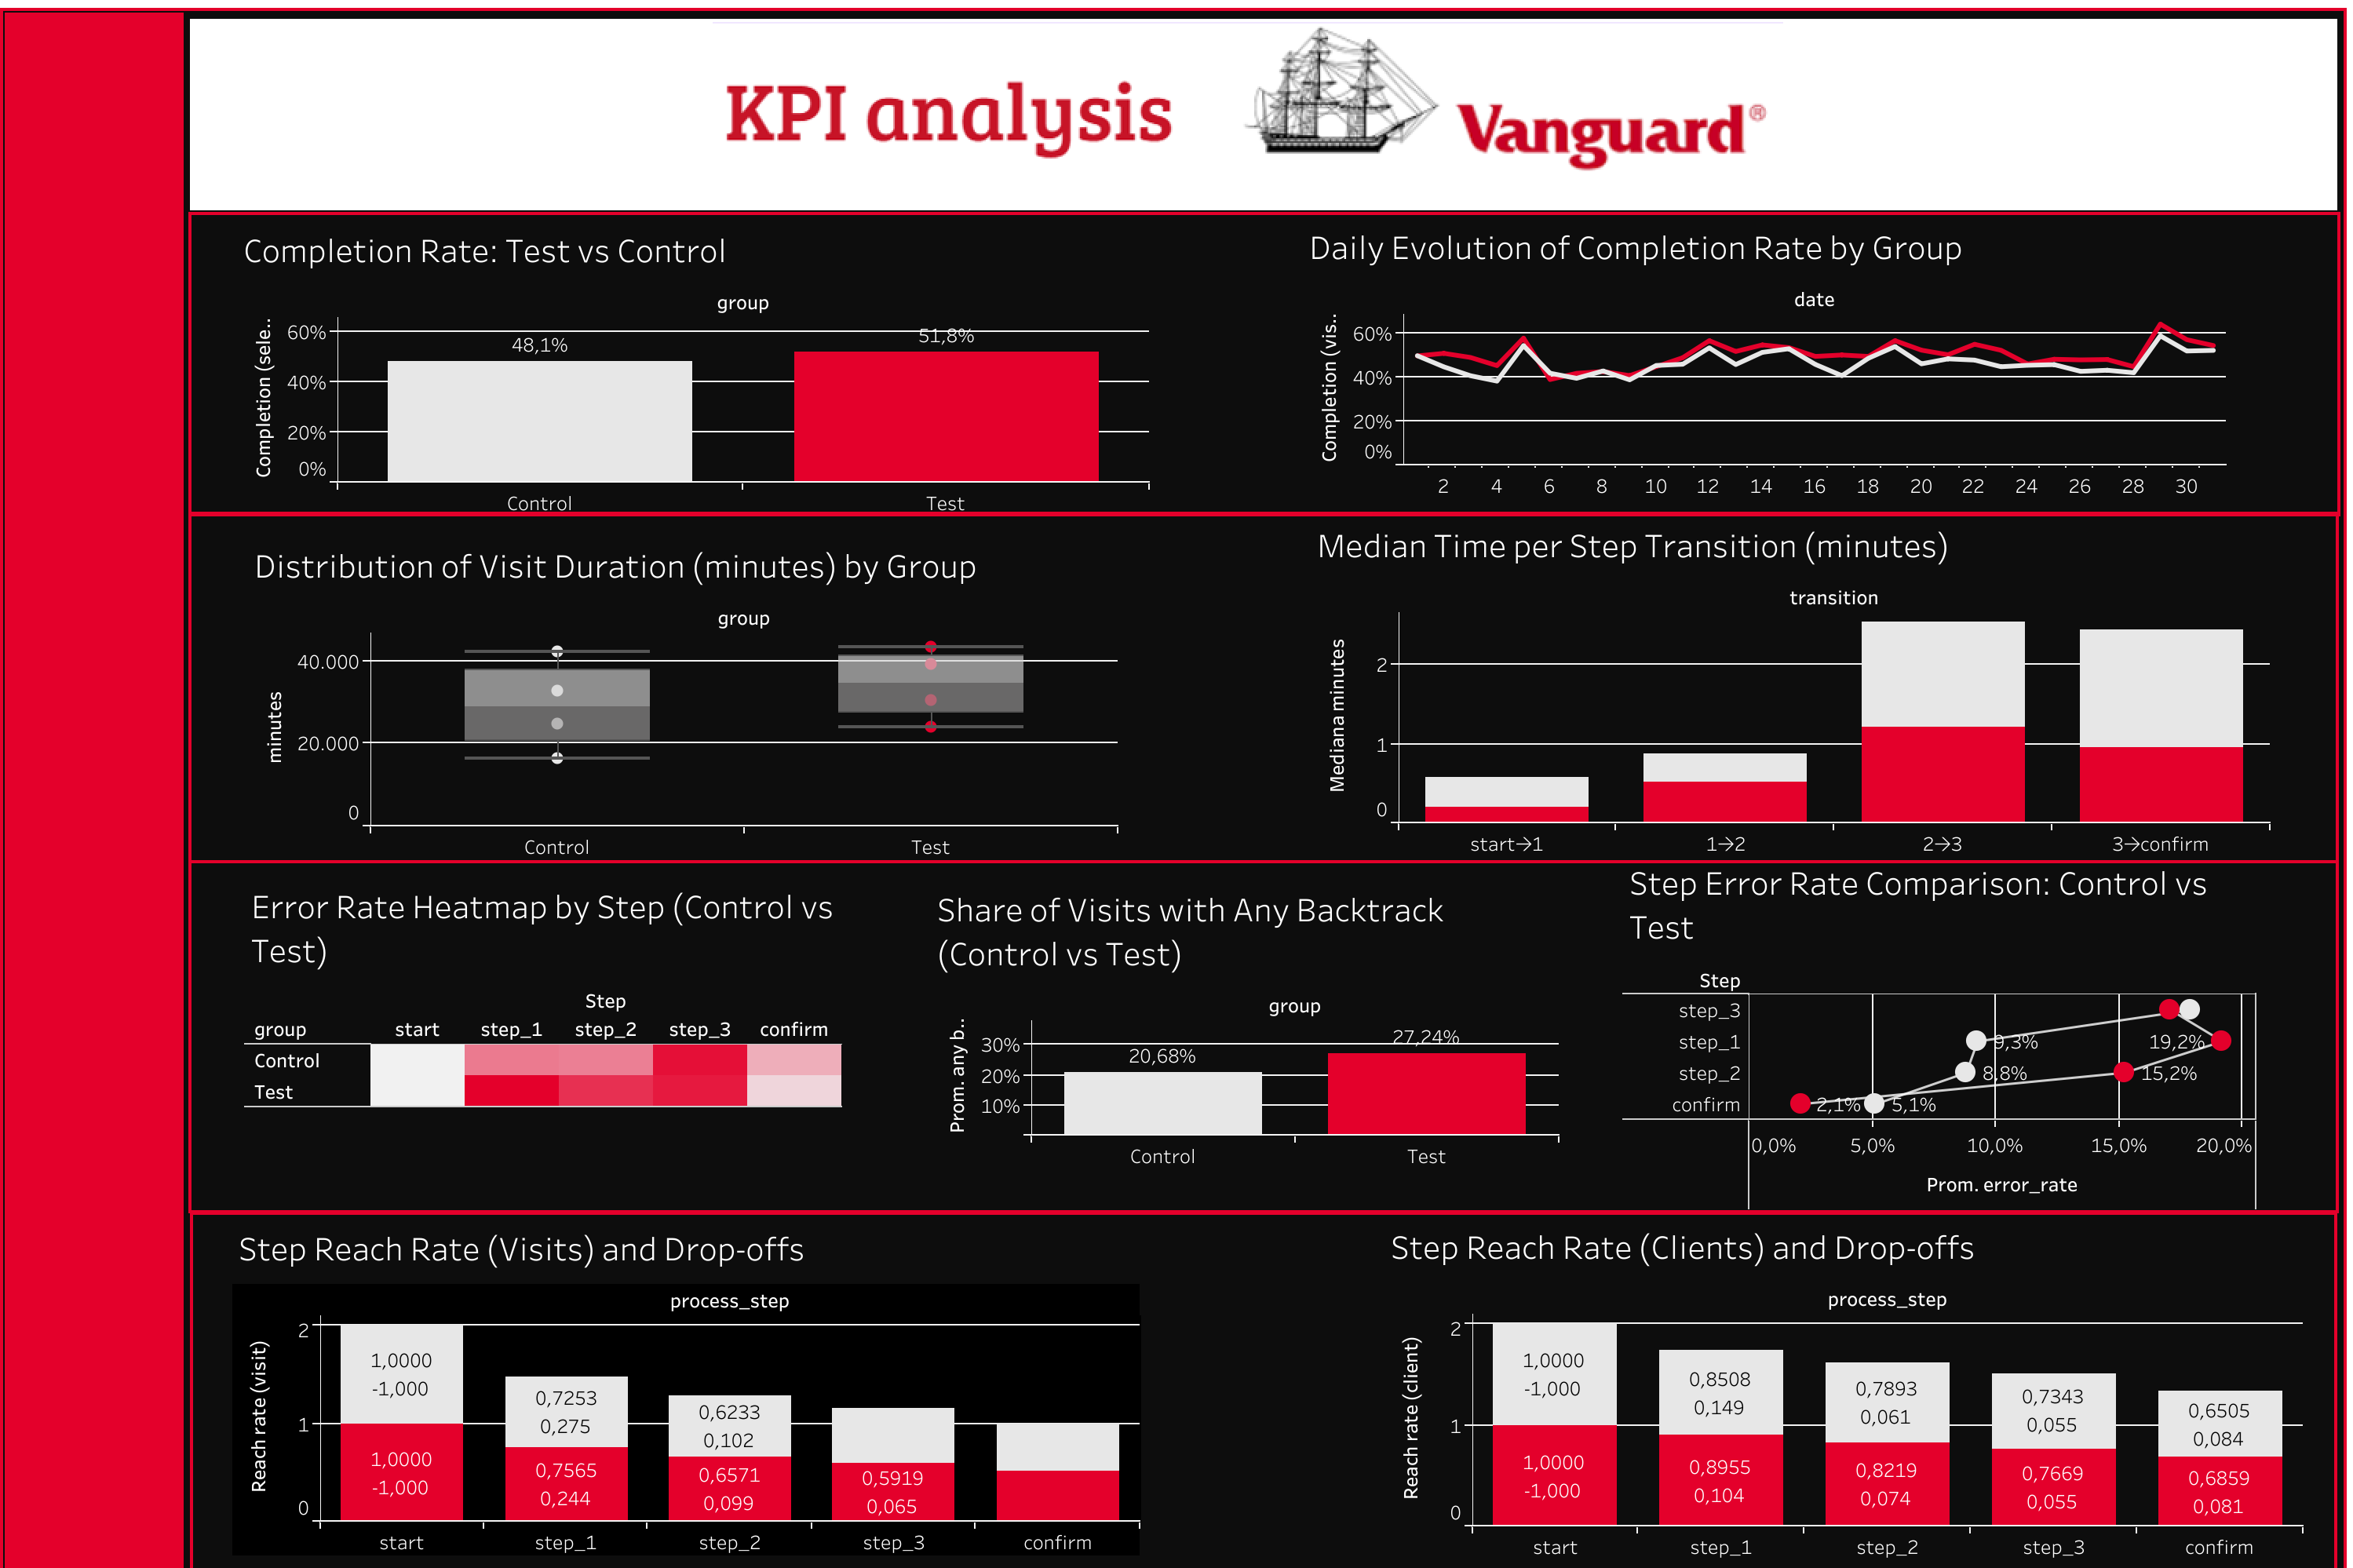 KPI analysis
Vanguard®
Completion Rate: Test vs Control
group
Completion (sele..
60%
40%
20%
0%
48,1%
51,8%
Control
Test
Daily Evolution of Completion Rate by Group
date
Completion (vis..
60%
40%
20%
0%
2 4 6 8 10 12 14 16 18 20 22 24 26 28 30
Distribution of Visit Duration (minutes) by Group
group
minutes
40.000
20.000
0
Control
Test
Median Time per Step Transition (minutes)
transition
Mediana minutes
2
1
0
start→1
1→2
2→3
3→confirm
Error Rate Heatmap by Step (Control vs
Test)
Step
group start step_1 step_2 step_3 confirm
Control
Test
Share of Visits with Any Backtrack
(Control vs Test)
group
Prom. any b..
30%
20%
10%
20,68%
27,24%
Control
Test
Step Error Rate Comparison: Control vs
Test
Step
step_3
step_1 9,3% 19,2%
step_2 8,8% 15,2%
confirm 2,1% 5,1%
0,0% 5,0% 10,0% 15,0% 20,0%
Prom. error_rate
Step Reach Rate (Visits) and Drop-offs
process_step
Reach rate (visit)
2
1
0
1,0000
-1,000
1,0000
-1,000
0,7253
0,275
0,7565
0,244
0,6233
0,102
0,6571
0,099
0,5919
0,065
start step_1 step_2 step_3 confirm
Step Reach Rate (Clients) and Drop-offs
process_step
Reach rate (client)
2
1
0
1,0000
-1,000
1,0000
-1,000
0,8508
0,149
0,8955
0,104
0,7893
0,061
0,8219
0,074
0,7343
0,055
0,7669
0,055
0,6505
0,084
0,6859
0,081
start step_1 step_2 step_3 confirm